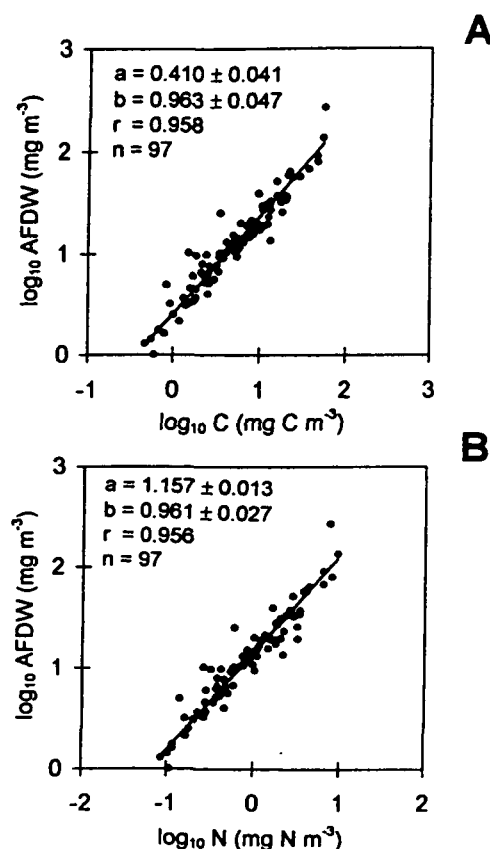 A
3
a = 0.410 ± 0.041
b = 0.963 ± 0.047
r = 0.958
n = 97
2
1
0
log₁₀ AFDW (mg m⁻³)
-1 0 1 2 3
log₁₀ C (mg C m⁻³)
B
3
a = 1.157 ± 0.013
b = 0.961 ± 0.027
r = 0.956
n = 97
2
1
0
log₁₀ AFDW (mg m⁻³)
-2 -1 0 1 2
log₁₀ N (mg N m⁻³)